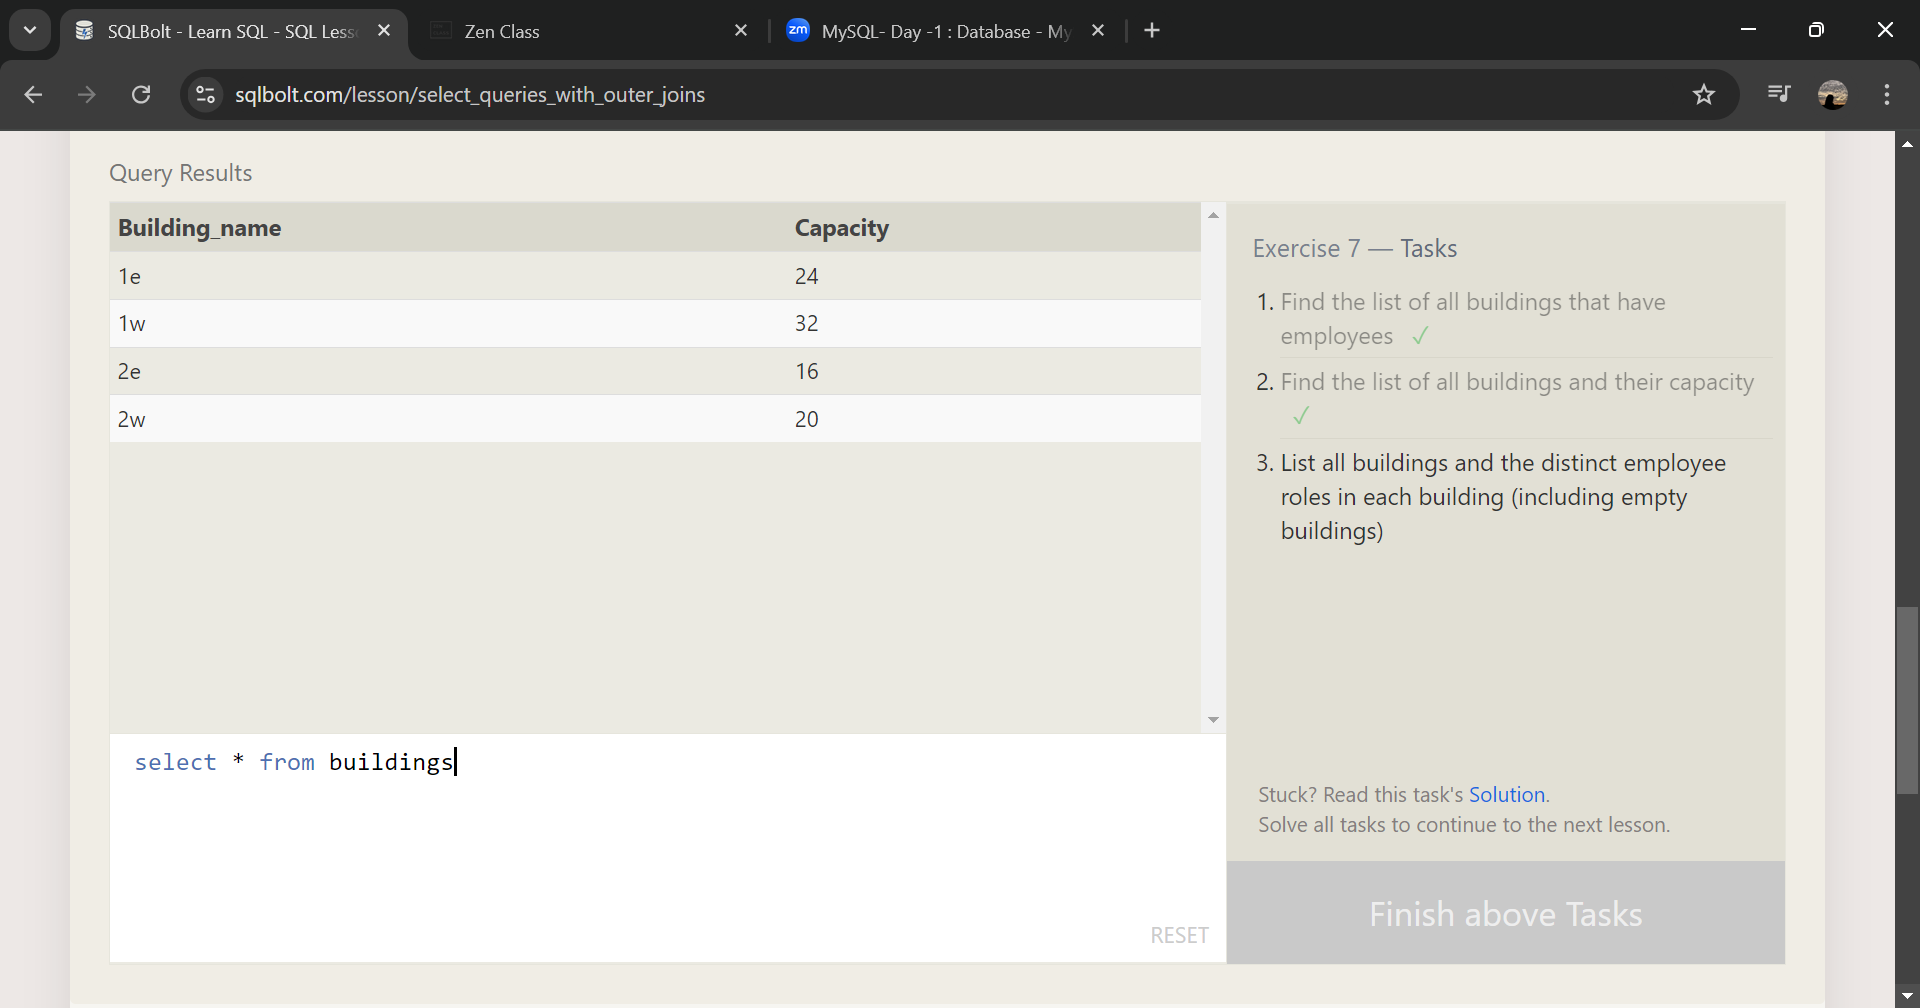 SQLBolt - Learn SQL - SQL Less
Zen Class
zm MySQL- Day -1 : Database - My
sqlbolt.com/lesson/select_queries_with_outer_joins
Query Results
Building_name Capacity
1e 24
1w 32
2e 16
2w 20
select * from buildings
RESET
Exercise 7 — Tasks
1. Find the list of all buildings that have
employees ✓
2. Find the list of all buildings and their capacity
✓
3. List all buildings and the distinct employee
roles in each building (including empty
buildings)
Stuck? Read this task's Solution.
Solve all tasks to continue to the next lesson.
Finish above Tasks